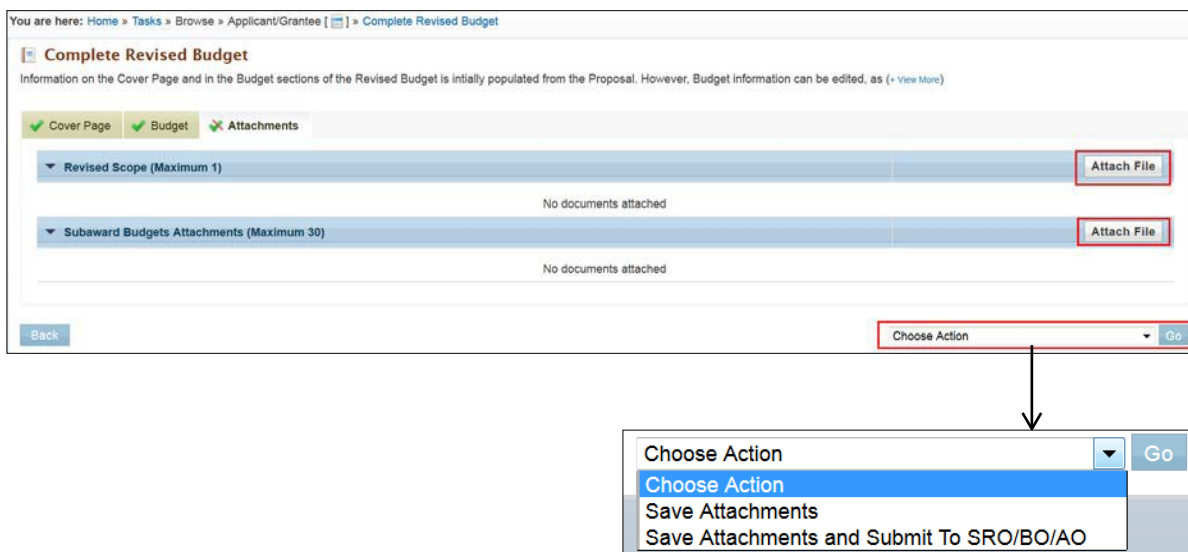 You are here: Home » Tasks » Browse » Applicant/Grantee [ ] » Complete Revised Budget
Complete Revised Budget
Information on the Cover Page and in the Budget sections of the Revised Budget is intially populated from the Proposal. However, Budget information can be edited, as (+ View More)
Cover Page Budget Attachments
Revised Scope (Maximum 1) Attach File
No documents attached
Subaward Budgets Attachments (Maximum 30) Attach File
No documents attached
Back Choose Action Go
Choose Action Go
Choose Action
Save Attachments
Save Attachments and Submit To SRO/BO/AO